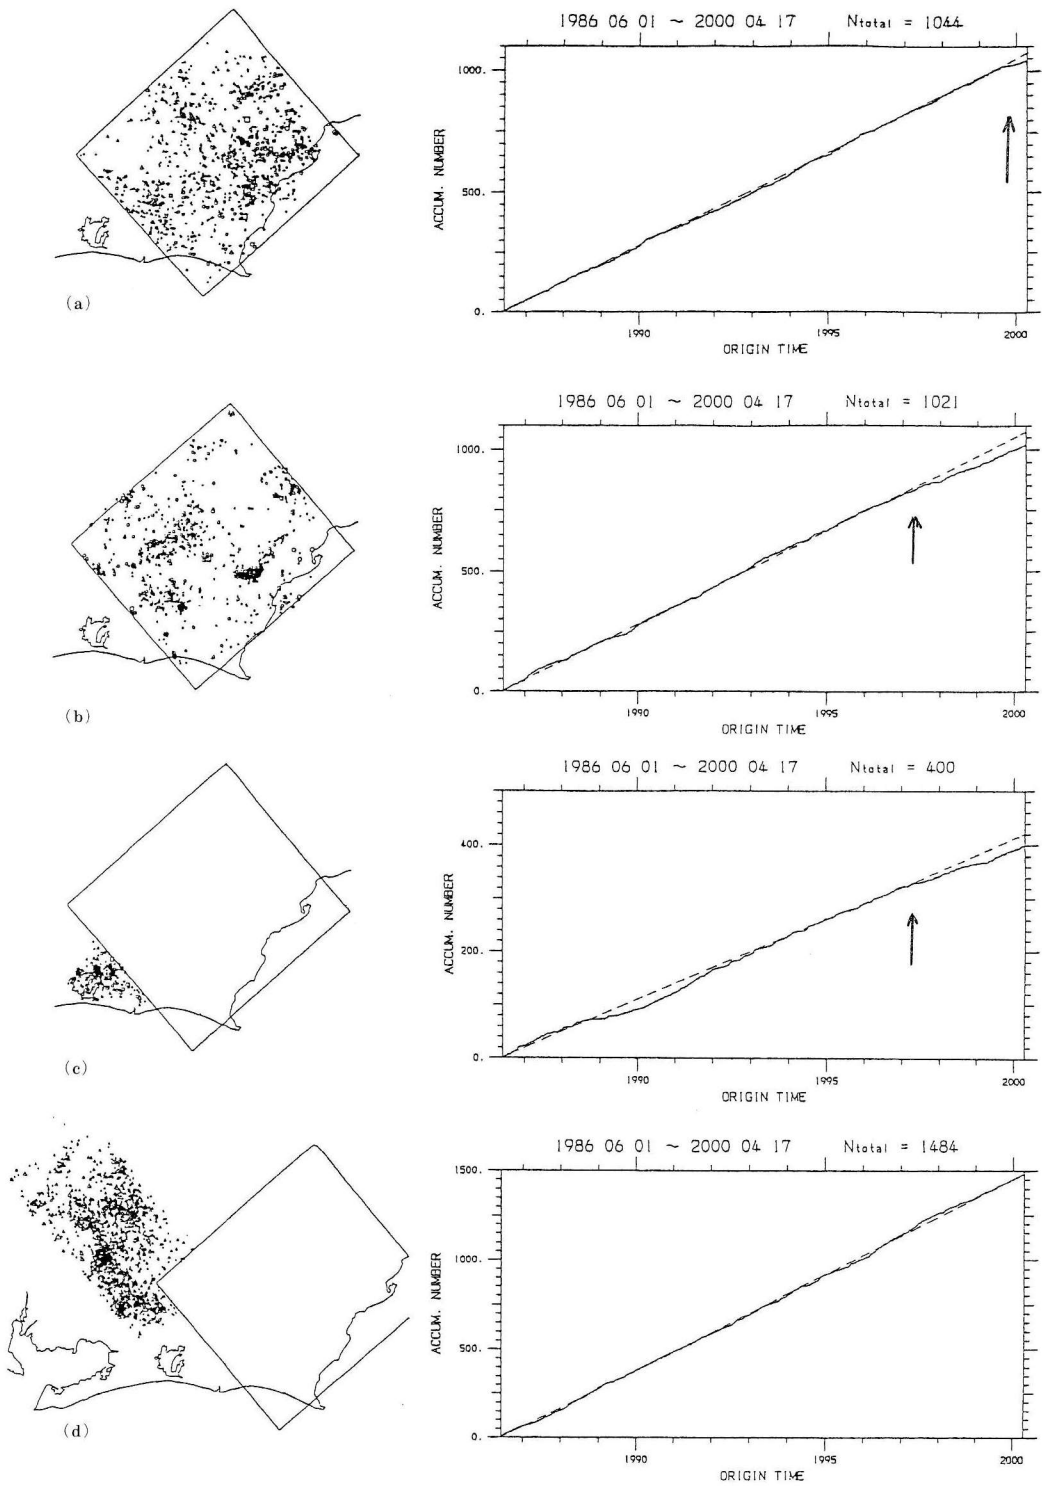 1986 06 01 ~ 2000 04 17 Ntotal = 1044
1000.
500.
0.
ACCUM. NUMBER
1990 1995 2000
ORIGIN TIME
(a)
1986 06 01 ~ 2000 04 17 Ntotal = 1021
1000.
500.
0.
ACCUM. NUMBER
1990 1995 2000
ORIGIN TIME
(b)
1986 06 01 ~ 2000 04 17 Ntotal = 400
400.
200.
0.
ACCUM. NUMBER
1990 1995 2000
ORIGIN TIME
(c)
1986 06 01 ~ 2000 04 17 Ntotal = 1484
1500.
1000.
500.
0.
ACCUM. NUMBER
1990 1995 2000
ORIGIN TIME
(d)